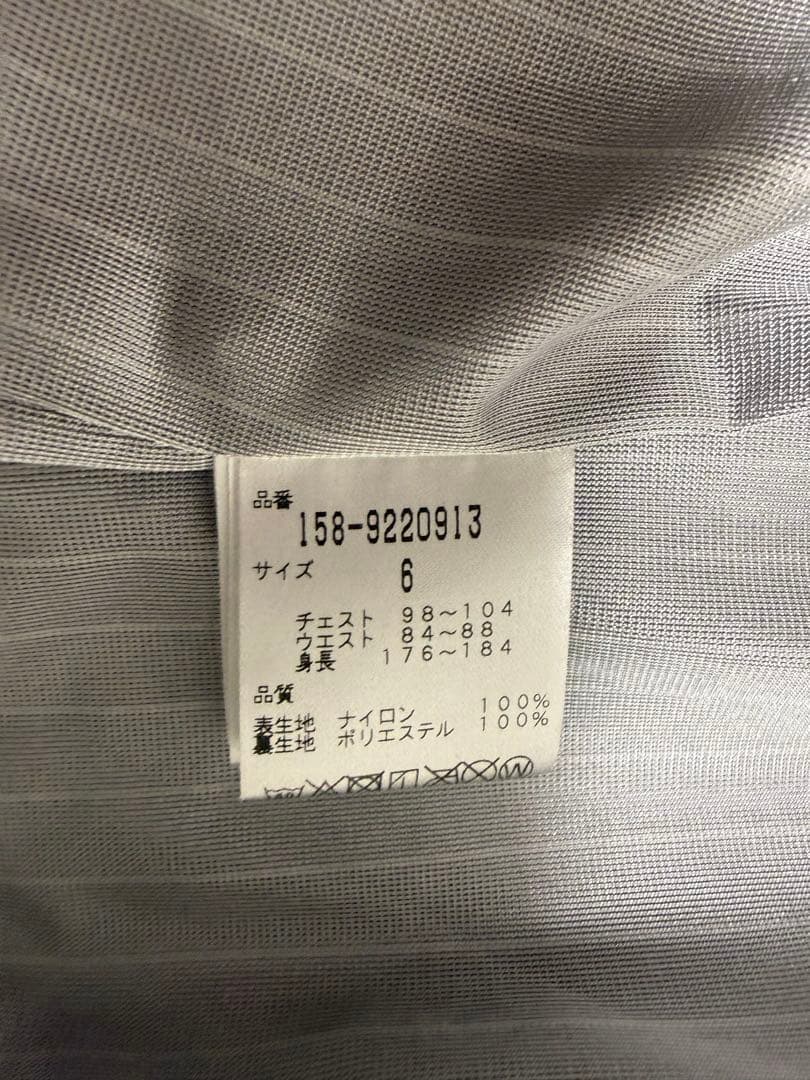 品番
158-9220913
サイズ 6
チェスト 98～104
ウエスト 84～88
身長 176～184
品質
表生地 ナイロン 100%
裏生地 ポリエステル 100%